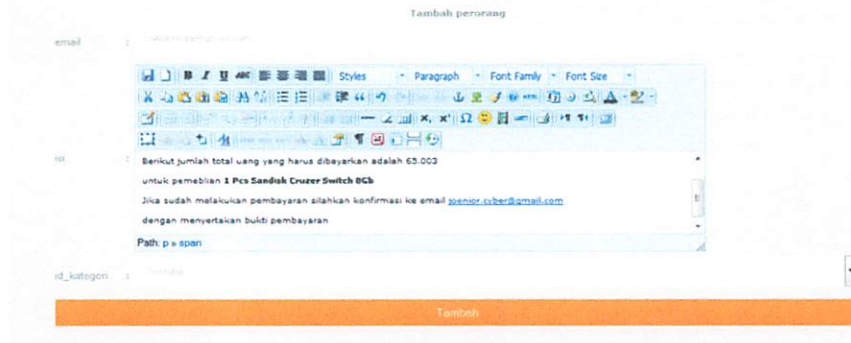 Tambah perorang
email :
Styles Paragraph Font Family Font Size
Berikut jumlah total uang yang harus dibayarkan adalah 65.003
untuk pemeblian 1 Pcs Sandisk Cruzer Switch 8Gb
Jika sudah melakukan pembayaran silahkan konfirmasi ke email joenior.cyber@gmail.com
dengan menyertakan bukti pembayaran
Path: p » span
id_kategori :
Tambah